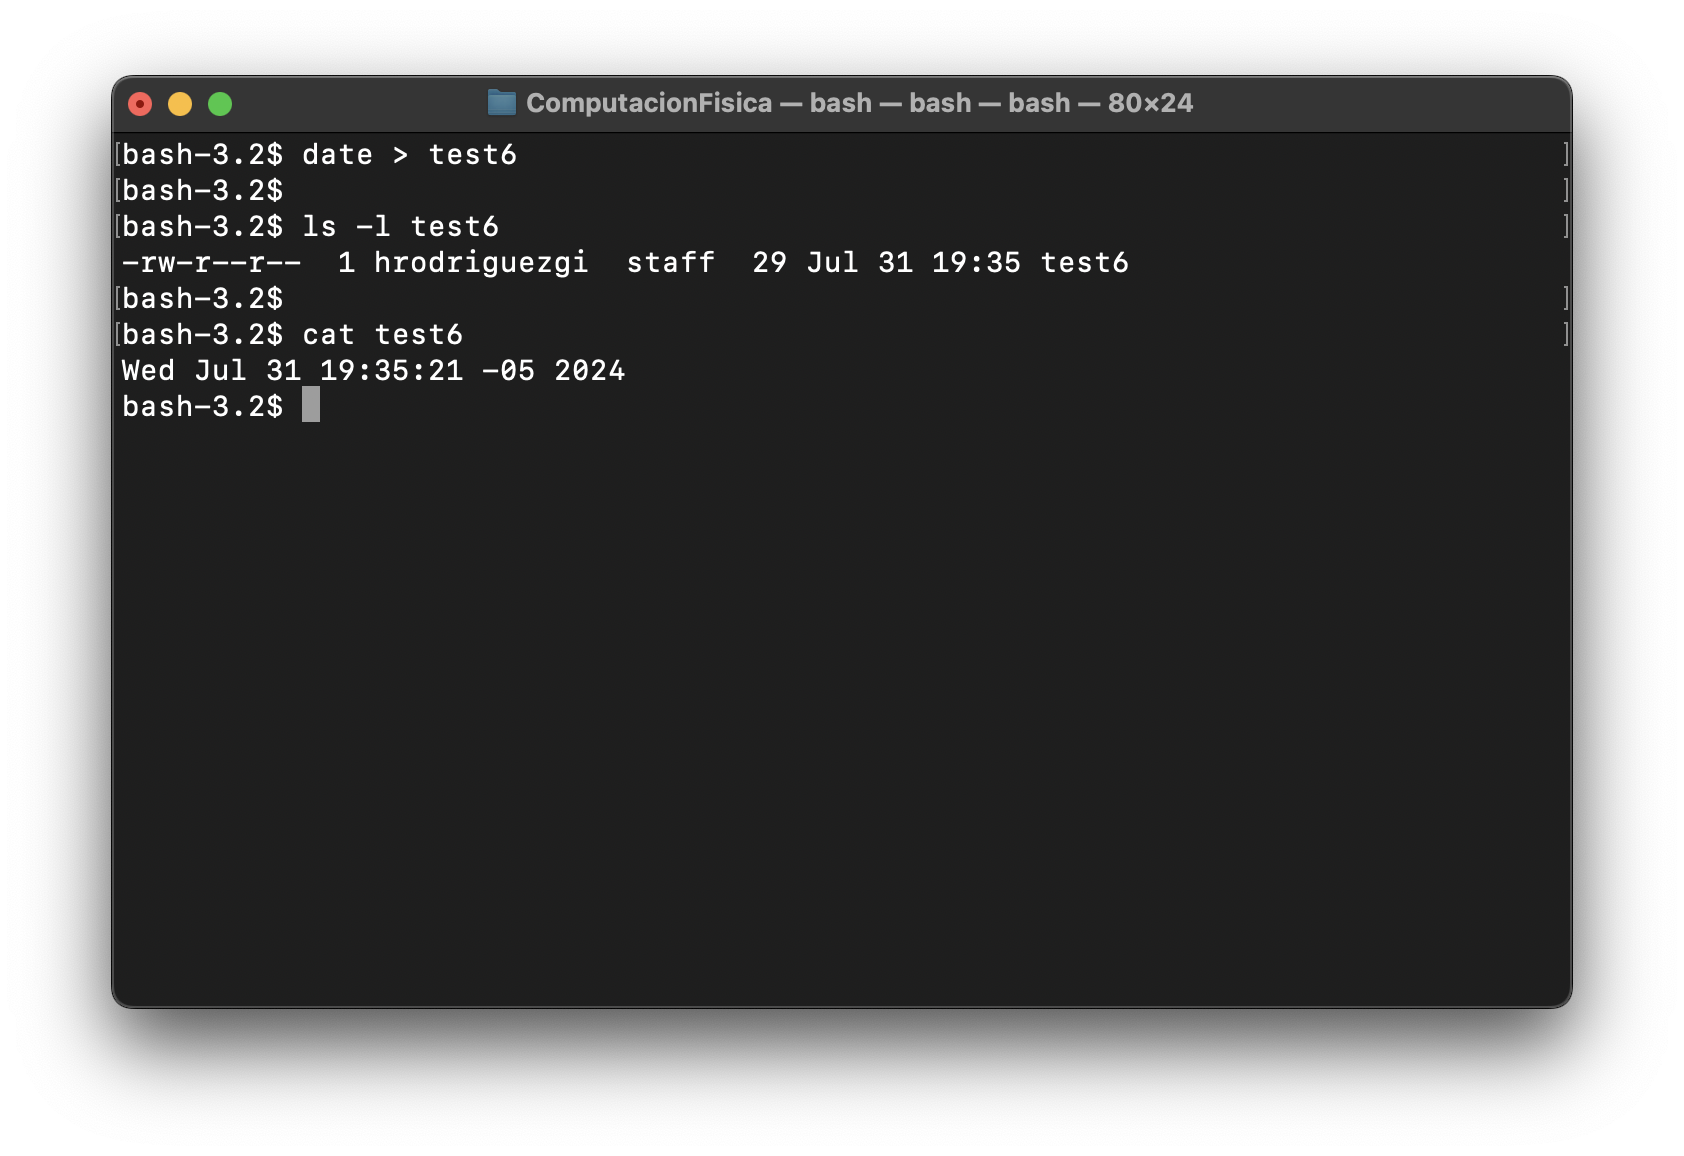 ComputacionFisica — bash — bash — bash — 80×24
[bash-3.2$ date > test6 ]
[bash-3.2$ ]
[bash-3.2$ ls -l test6 ]
-rw-r--r--  1 hrodriguezgi  staff  29 Jul 31 19:35 test6
[bash-3.2$ ]
[bash-3.2$ cat test6 ]
Wed Jul 31 19:35:21 -05 2024
bash-3.2$